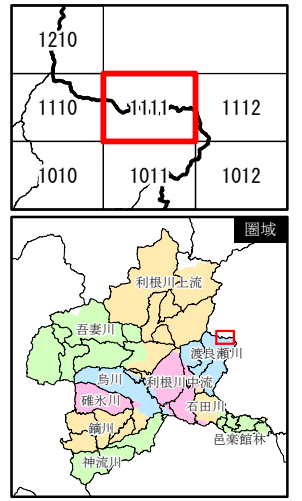 1210
1110 1111 1112
1010 1011 1012
圏域
利根川上流
吾妻川
渡良瀬川
烏川 利根川中流
碓氷川
石田川
鏑川
邑楽館林
神流川